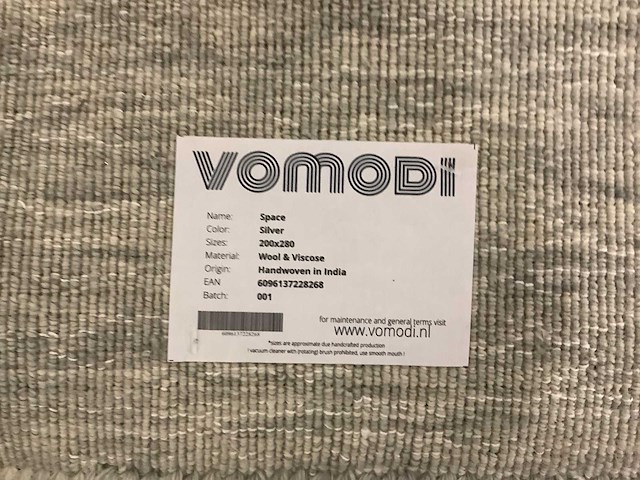 VOMODI
Name: Space
Color: Silver
Sizes: 200x280
Material: Wool & Viscose
Origin: Handwoven in India
EAN 6096137228268
Batch: 001
6096137228268
for maintenance and general terms visit
www.vomodi.nl
*sizes are approximate due handcrafted production
! vacuum cleaner with (rotating) brush prohibited, use smooth mouth !